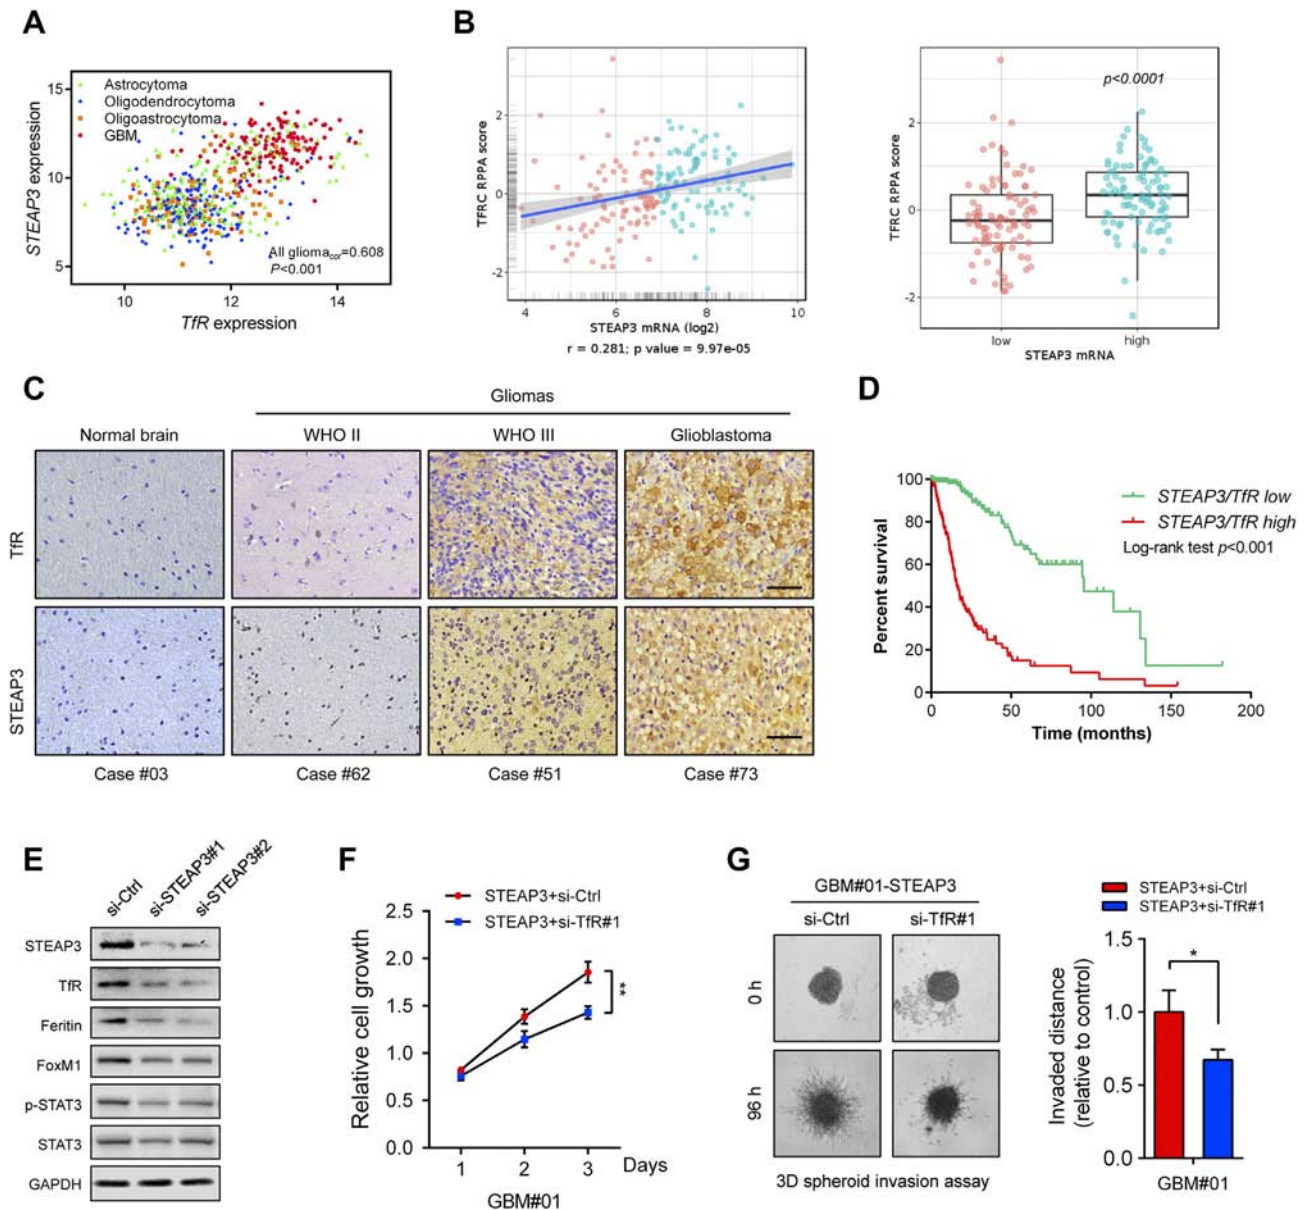 A
STEAP3 expression
15
10
5
Astrocytoma
Oligodendrocytoma
Oligoastrocytoma
GBM
All glioma cor=0.608
P<0.001
10 12 14
TfR expression
B
TFRC RPPA score
2
0
-2
4 6 8 10
STEAP3 mRNA (log2)
r = 0.281; p value = 9.97e-05
TFRC RPPA score
2
0
-2
p<0.0001
low high
STEAP3 mRNA
C
Gliomas
Normal brain WHO II WHO III Glioblastoma
TfR
STEAP3
Case #03 Case #62 Case #51 Case #73
D
Percent survival
100
80
60
40
20
0
STEAP3/TfR low
STEAP3/TfR high
Log-rank test p<0.001
0 50 100 150 200
Time (months)
E
si-Ctrl
si-STEAP3#1
si-STEAP3#2
STEAP3
TfR
Feritin
FoxM1
p-STAT3
STAT3
GAPDH
F
STEAP3+si-Ctrl
STEAP3+si-TfR#1
Relative cell growth
2.5
2.0
1.5
1.0
0.5
0.0
**
1 2 3 Days
GBM#01
G
GBM#01-STEAP3
si-Ctrl si-TfR#1
0 h
96 h
3D spheroid invasion assay
STEAP3+si-Ctrl
STEAP3+si-TfR#1
Invaded distance
(relative to control)
1.5
1.0
0.5
0.0
*
GBM#01